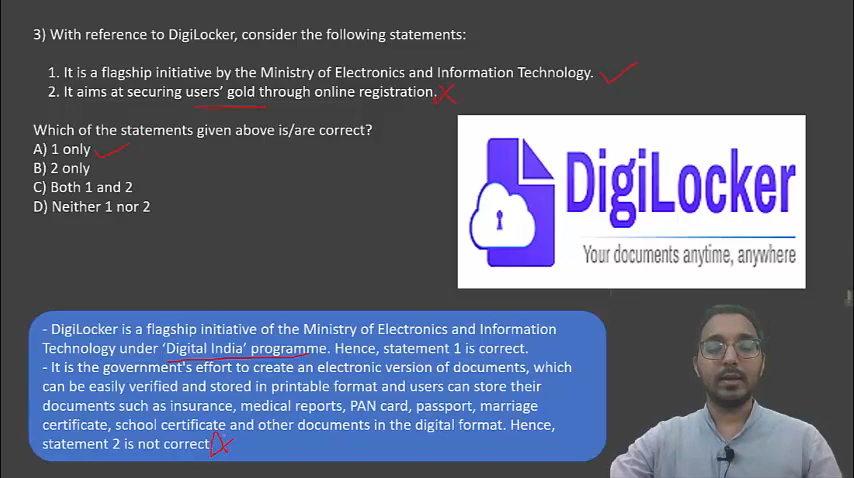 3) With reference to DigiLocker, consider the following statements:
1. It is a flagship initiative by the Ministry of Electronics and Information Technology.
2. It aims at securing users' gold through online registration.
Which of the statements given above is/are correct?
A) 1 only
B) 2 only
C) Both 1 and 2
D) Neither 1 nor 2
DigiLocker
Your documents anytime, anywhere
- DigiLocker is a flagship initiative of the Ministry of Electronics and Information
Technology under 'Digital India' programme. Hence, statement 1 is correct.
- It is the government's effort to create an electronic version of documents, which
can be easily verified and stored in printable format and users can store their
documents such as insurance, medical reports, PAN card, passport, marriage
certificate, school certificate and other documents in the digital format. Hence,
statement 2 is not correct